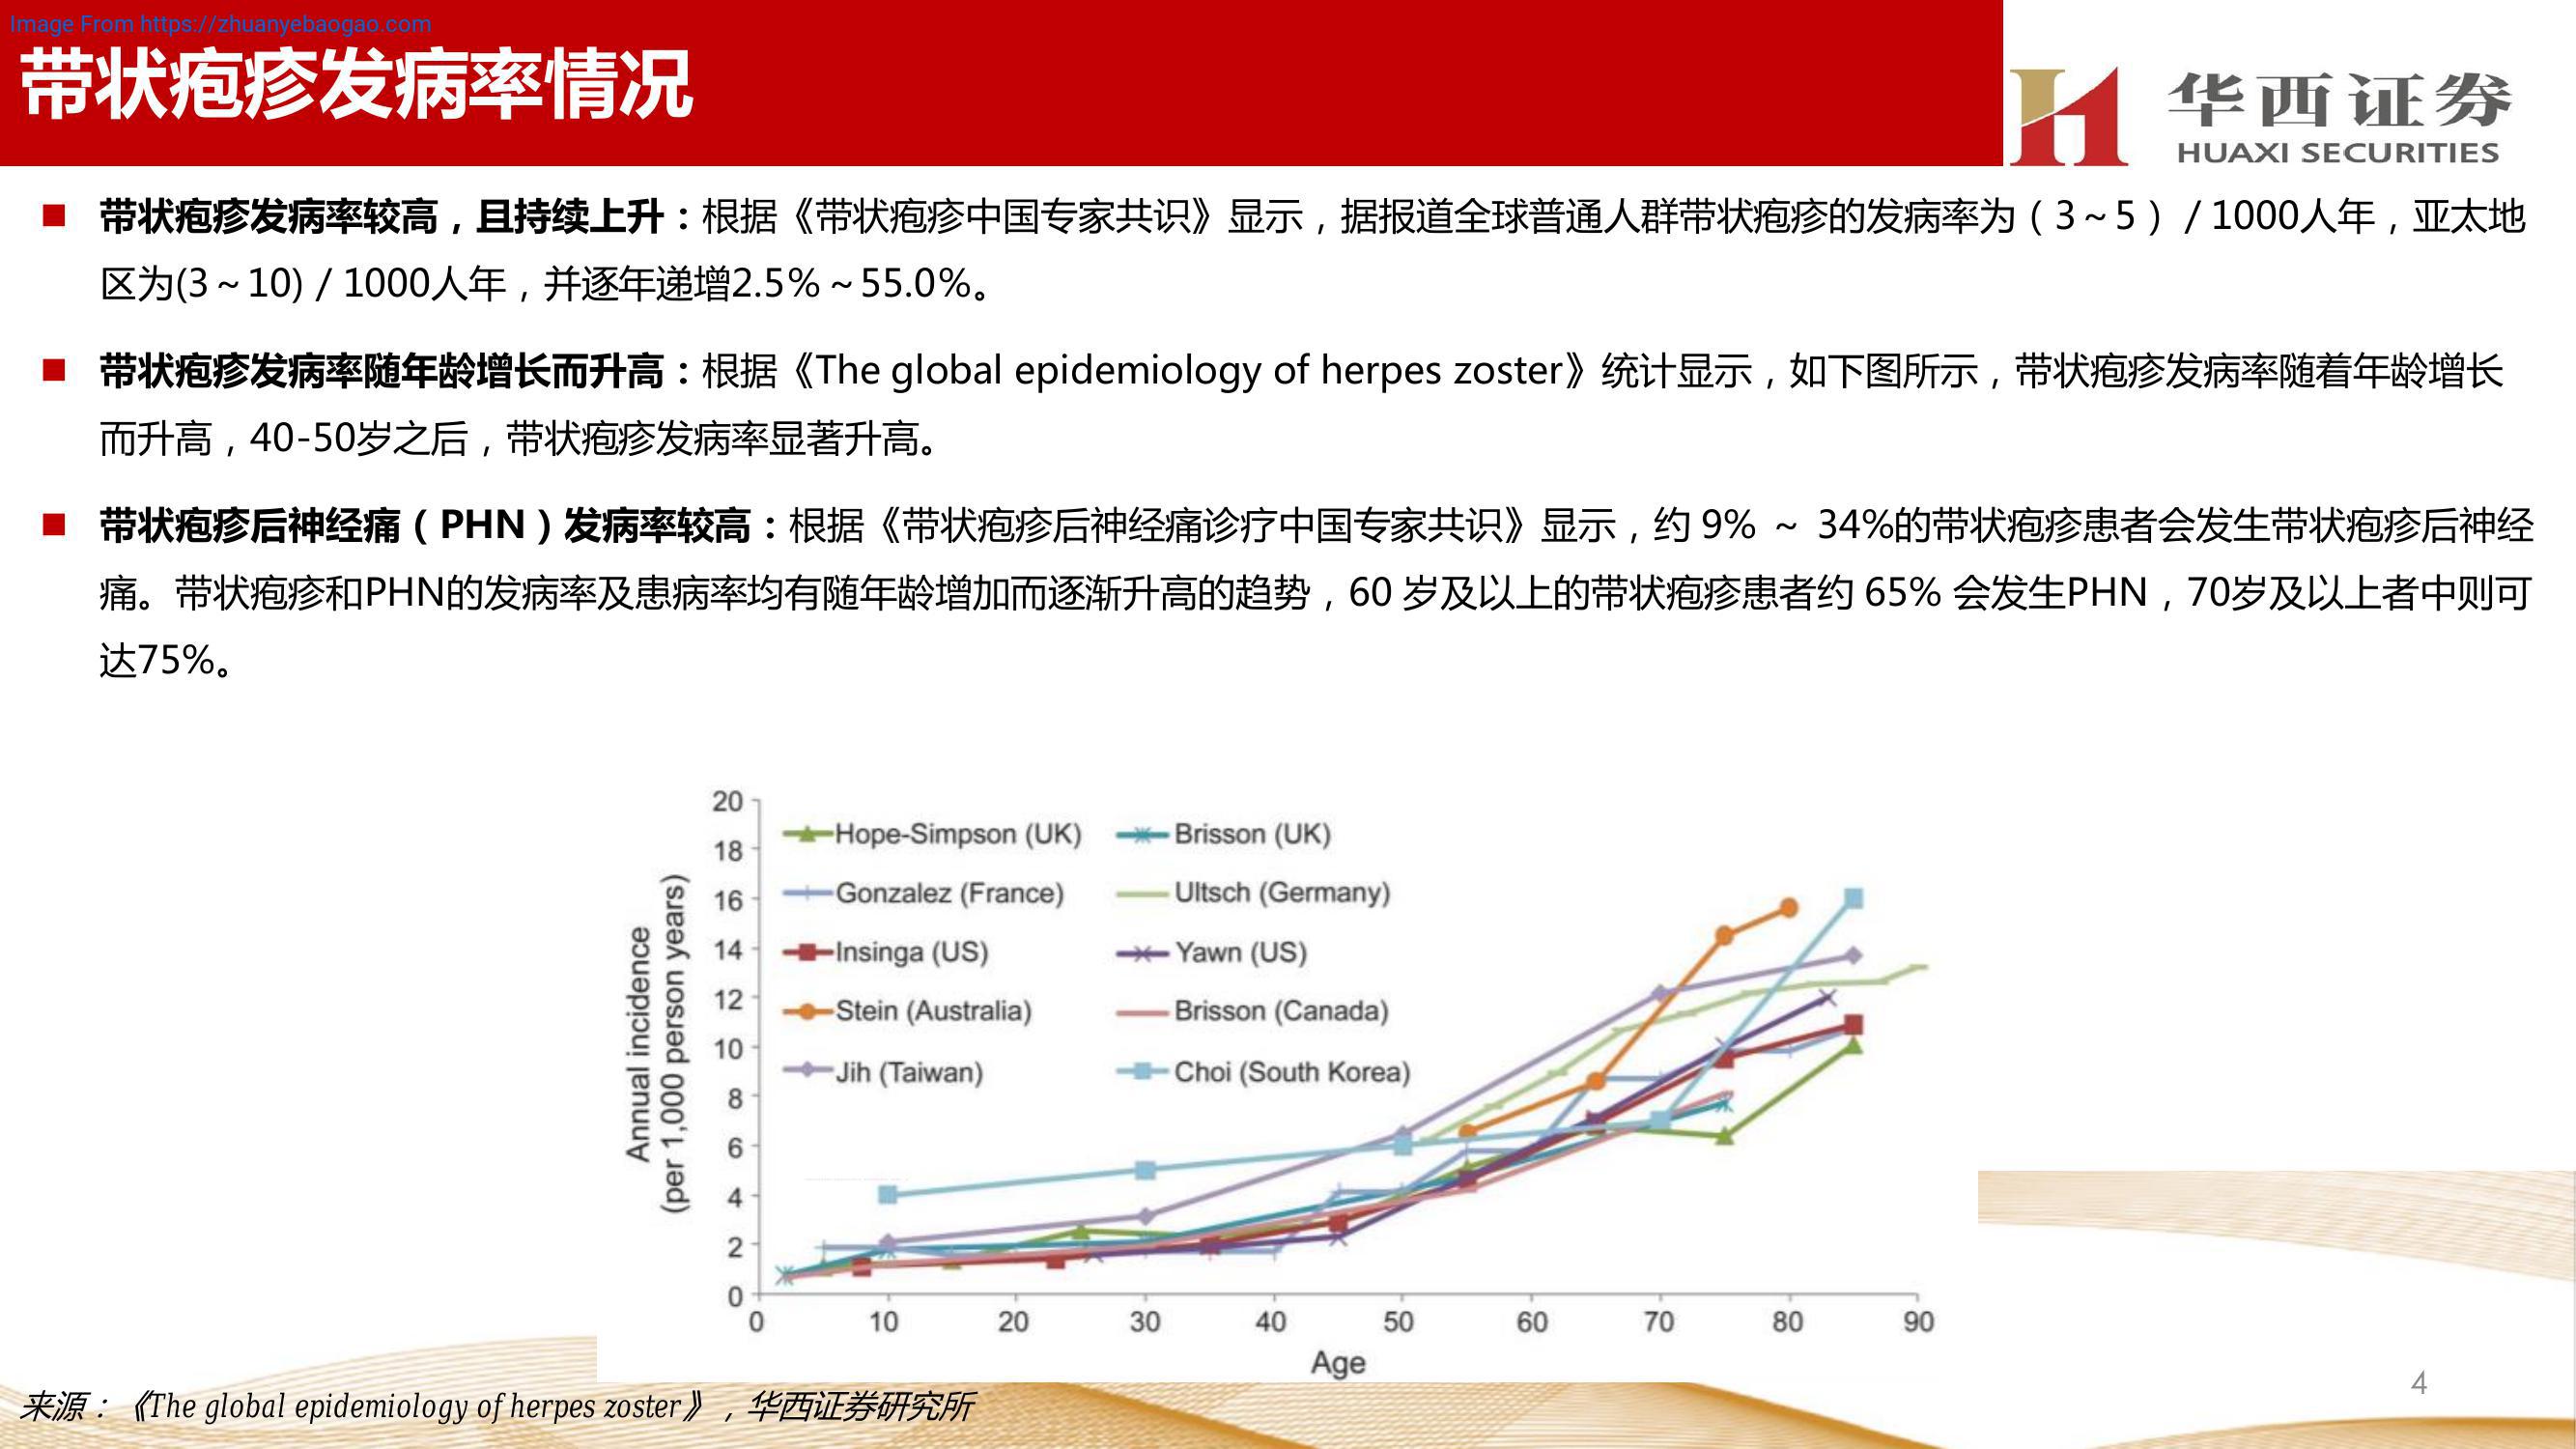 Image From https://zhuanyebaogao.com
带状疱疹发病率情况
华西证券
HUAXI SECURITIES
带状疱疹发病率较高，且持续上升：根据《带状疱疹中国专家共识》显示，据报道全球普通人群带状疱疹的发病率为（3～5）/ 1000人年，亚太地
区为(3～10) / 1000人年，并逐年递增2.5%～55.0%。
带状疱疹发病率随年龄增长而升高：根据《The global epidemiology of herpes zoster》统计显示，如下图所示，带状疱疹发病率随着年龄增长
而升高，40-50岁之后，带状疱疹发病率显著升高。
带状疱疹后神经痛（PHN）发病率较高：根据《带状疱疹后神经痛诊疗中国专家共识》显示，约 9% ～ 34%的带状疱疹患者会发生带状疱疹后神经
痛。带状疱疹和PHN的发病率及患病率均有随年龄增加而逐渐升高的趋势，60 岁及以上的带状疱疹患者约 65% 会发生PHN，70岁及以上者中则可
达75%。
Annual incidence
(per 1,000 person years)
20
18
16
14
12
10
8
6
4
2
0
Hope-Simpson (UK)
Brisson (UK)
Gonzalez (France)
Ultsch (Germany)
Insinga (US)
Yawn (US)
Stein (Australia)
Brisson (Canada)
Jih (Taiwan)
Choi (South Korea)
0 10 20 30 40 50 60 70 80 90
Age
来源：《The global epidemiology of herpes zoster》，华西证券研究所
4